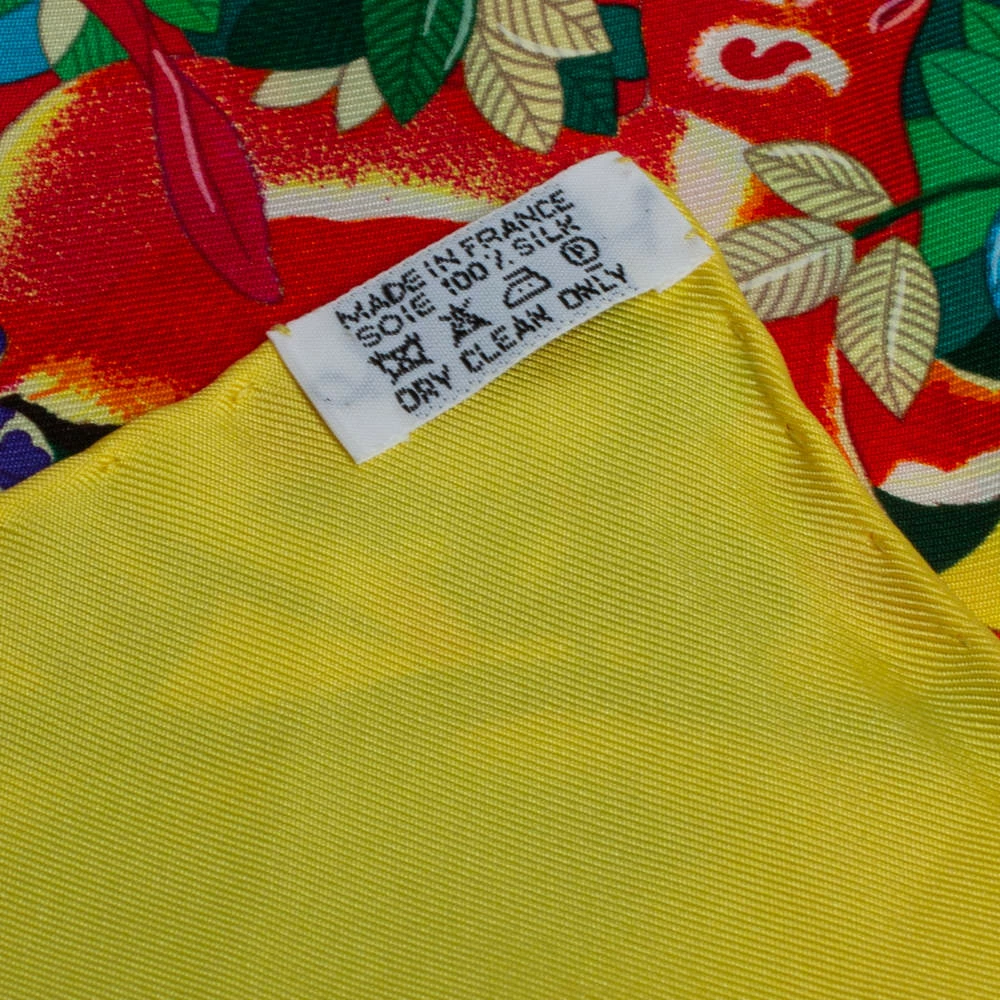 MADE IN FRANCE
SOIE 100% SILK
Ⓟ
DRY CLEAN ONLY